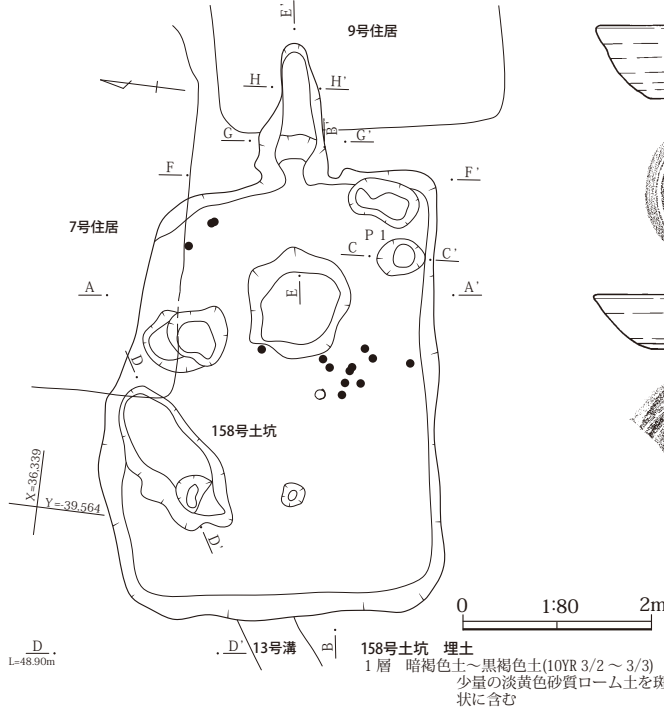 E'
9号住居
H H'
B'
G G'
F F'
7号住居
P 1
C C'
A A'
E
D
158号土坑
X=36,339
Y=-39,564
D'
0 1:80 2m
D D' 13号溝 B 158号土坑 埋土
L=48.90m
1 層 暗褐色土～黒褐色土(10YR 3/2 ～ 3/3)
少量の淡黄色砂質ローム土を斑
状に含む